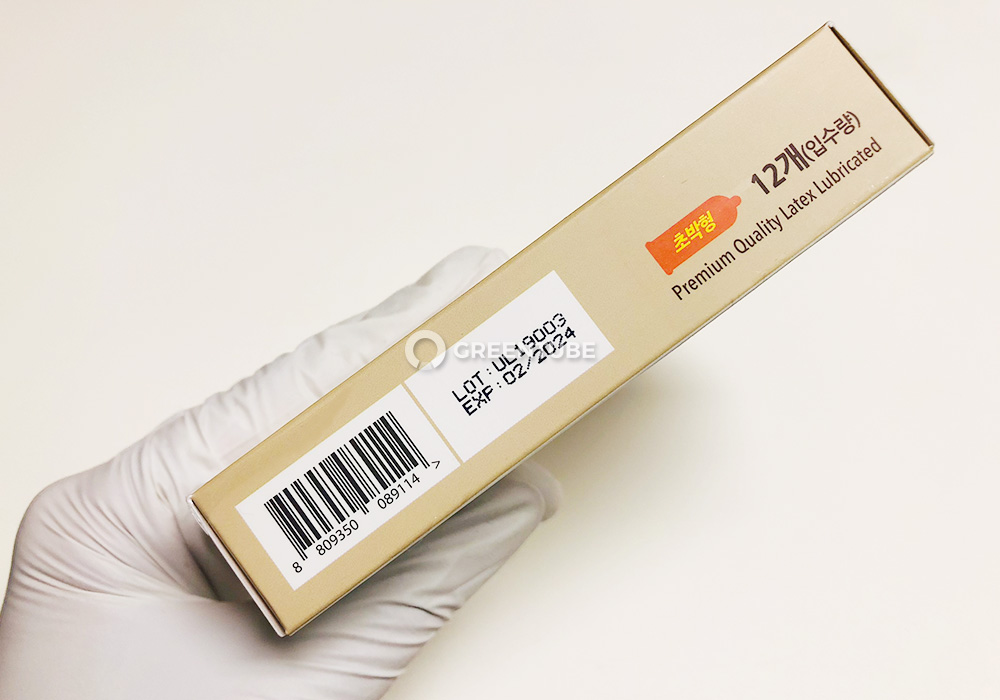 초박형
12개(입수량)
Premium Quality Latex Lubricated
LOT:UL19003
EXP:02/2024
8 809350 089114 >